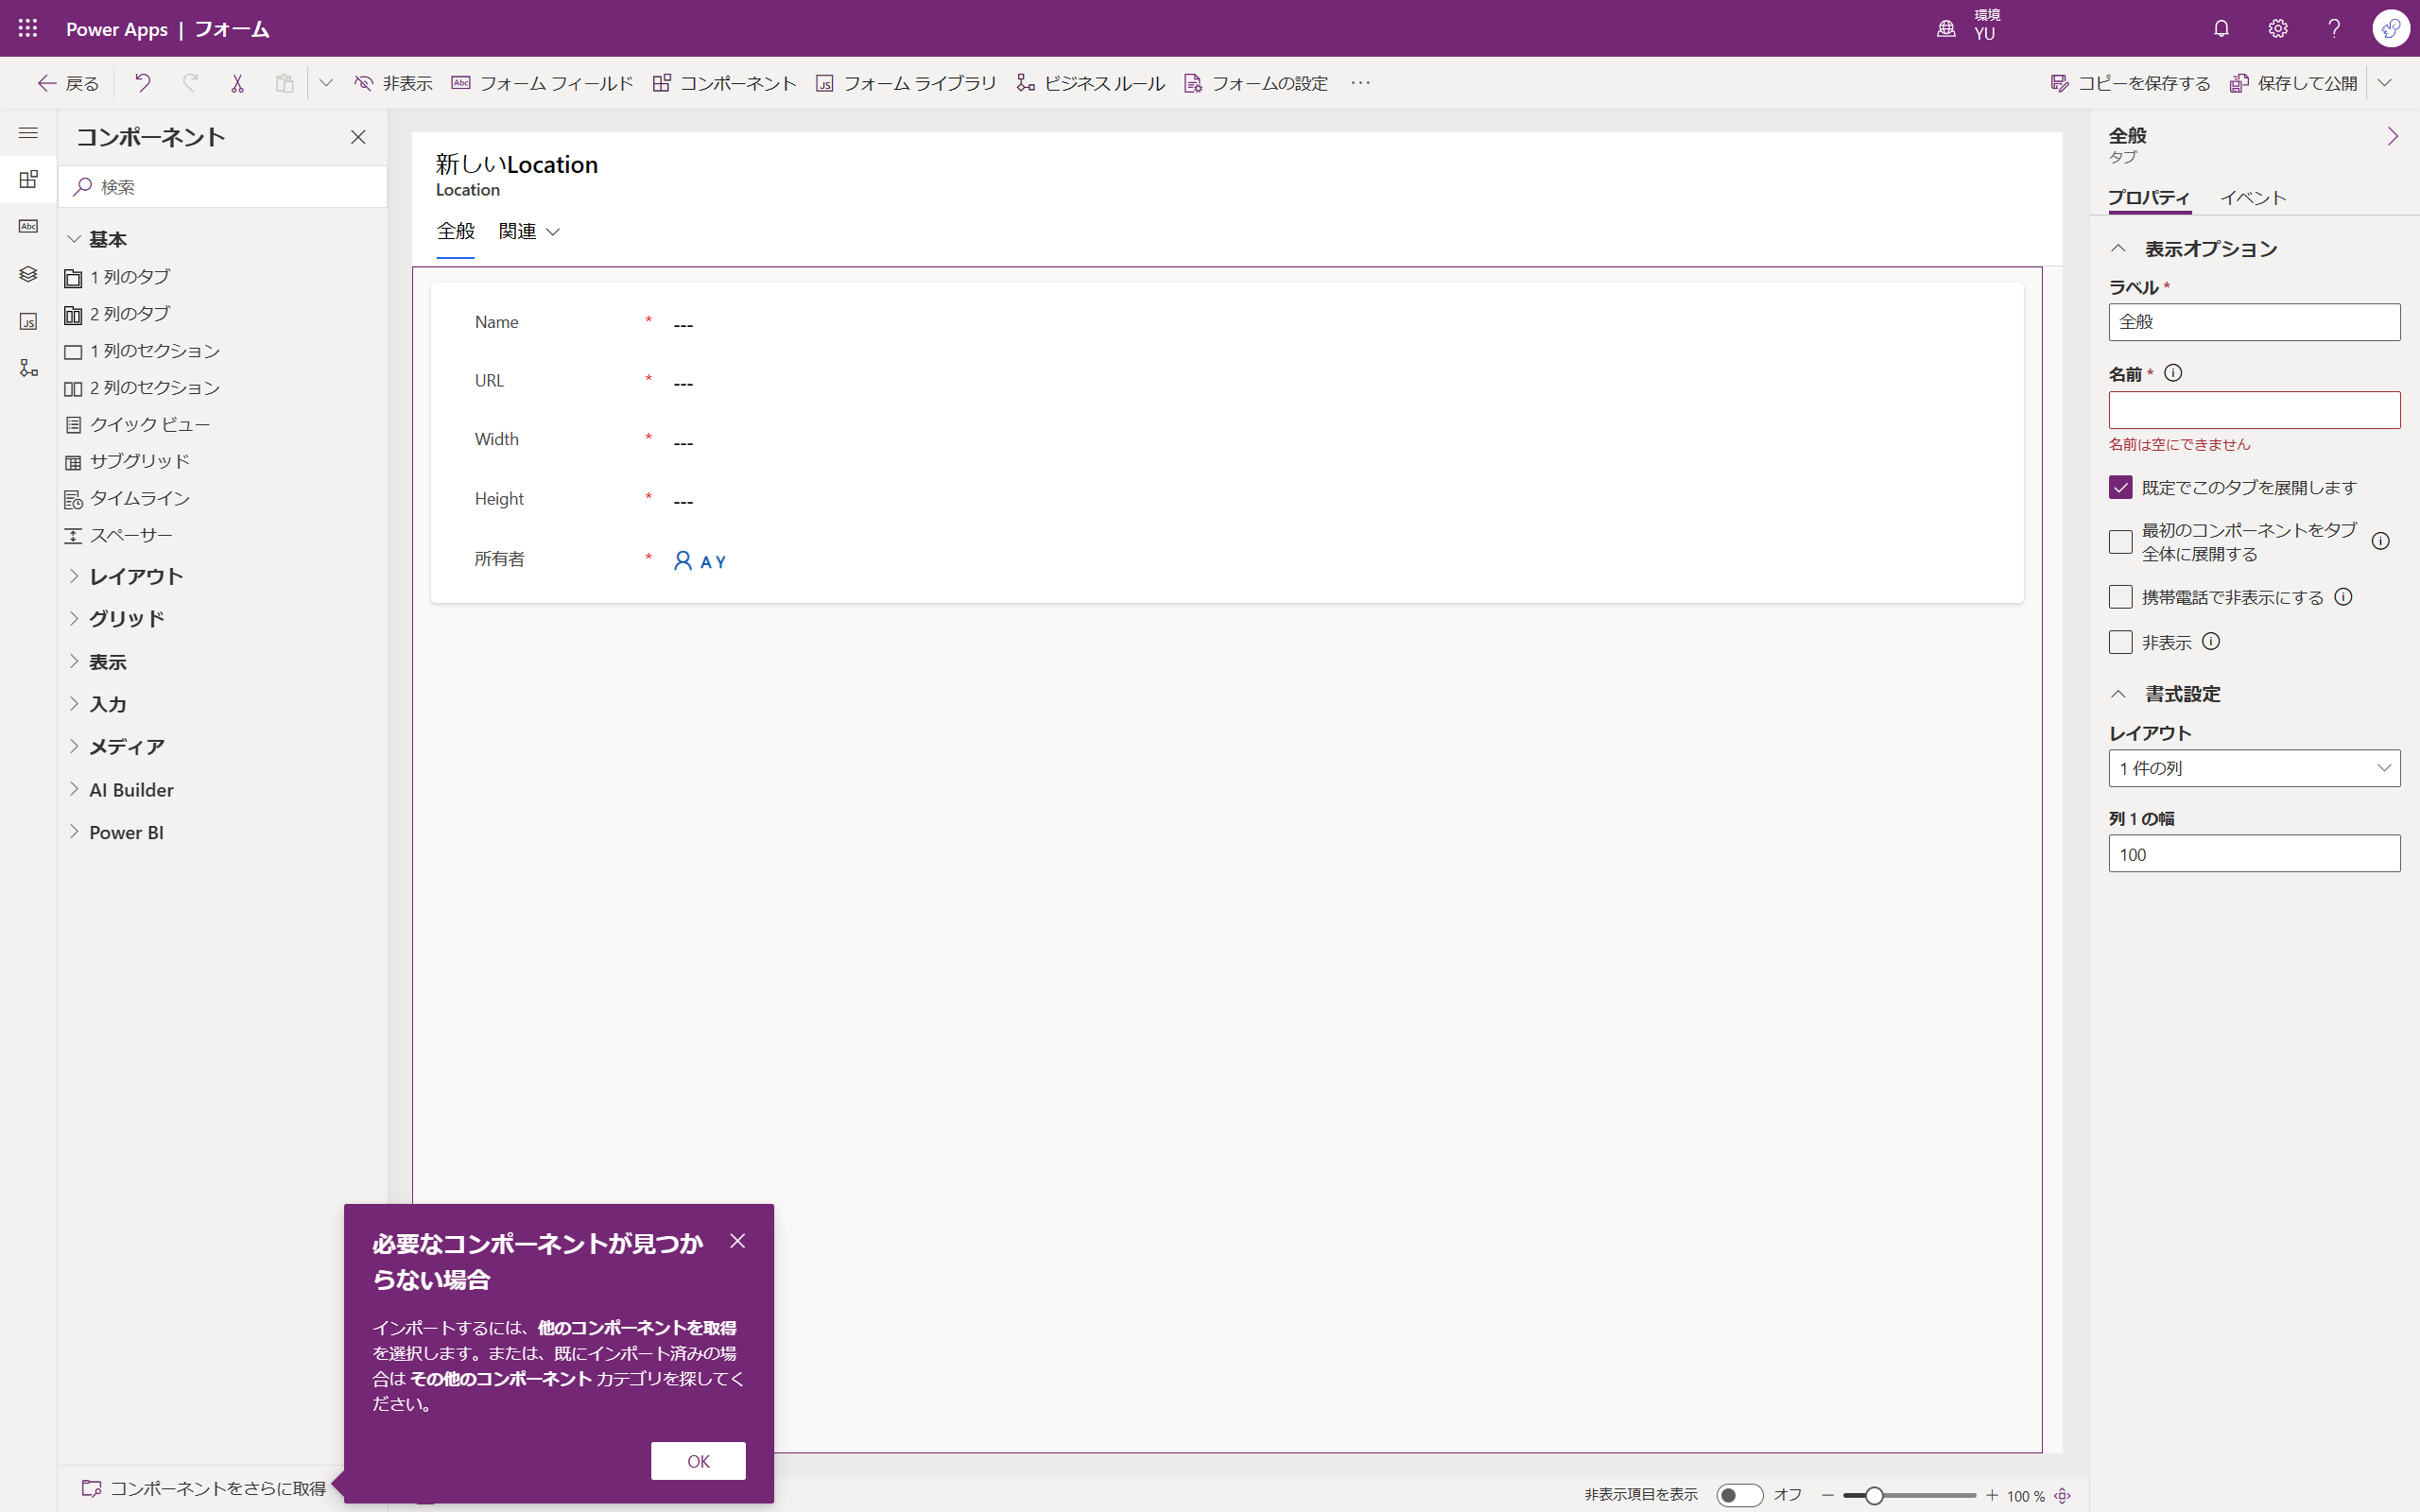 Power Apps | フォーム
環境
YU
戻る
非表示
Abc フォーム フィールド
コンポーネント
JS フォーム ライブラリ
ビジネス ルール
フォームの設定
コピーを保存する
保存して公開
コンポーネント
検索
Abc
JS
基本
1 列のタブ
2 列のタブ
1 列のセクション
2 列のセクション
クイック ビュー
サブグリッド
タイムライン
スペーサー
レイアウト
グリッド
表示
入力
メディア
AI Builder
Power BI
コンポーネントをさらに取得
新しいLocation
Location
全般
関連
Name * ---
URL * ---
Width * ---
Height * ---
所有者 * A Y
必要なコンポーネントが見つか
らない場合
インポートするには、他のコンポーネントを取得
を選択します。または、既にインポート済みの場
合は その他のコンポーネント カテゴリを探してく
ださい。
OK
非表示項目を表示
オフ
100 %
全般
タブ
プロパティ
イベント
表示オプション
ラベル *
全般
名前 *
名前は空にできません
既定でこのタブを展開します
最初のコンポーネントをタブ
全体に展開する
携帯電話で非表示にする
非表示
書式設定
レイアウト
1 件の列
列 1 の幅
100